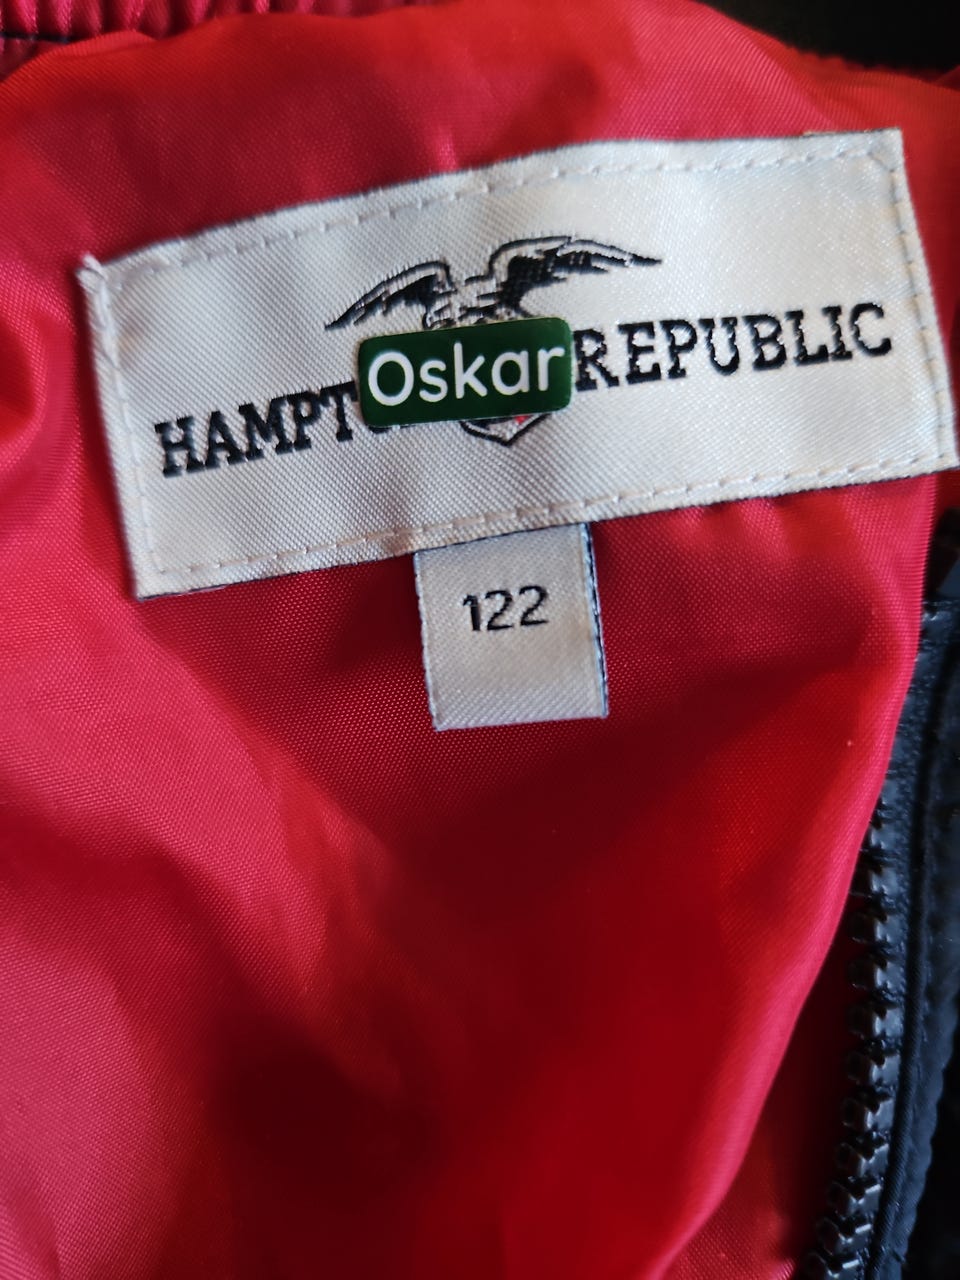 HAMPT Oskar REPUBLIC
122